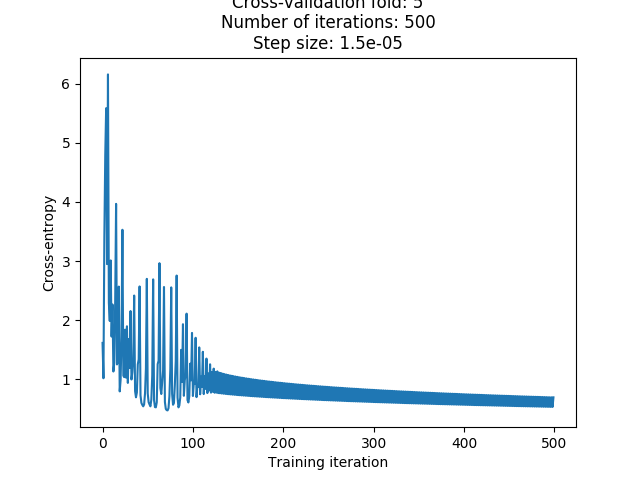 Cross-validation fold: 5
Number of iterations: 500
Step size: 1.5e-05
6
5
4
3
2
1
Cross-entropy
0 100 200 300 400 500
Training iteration